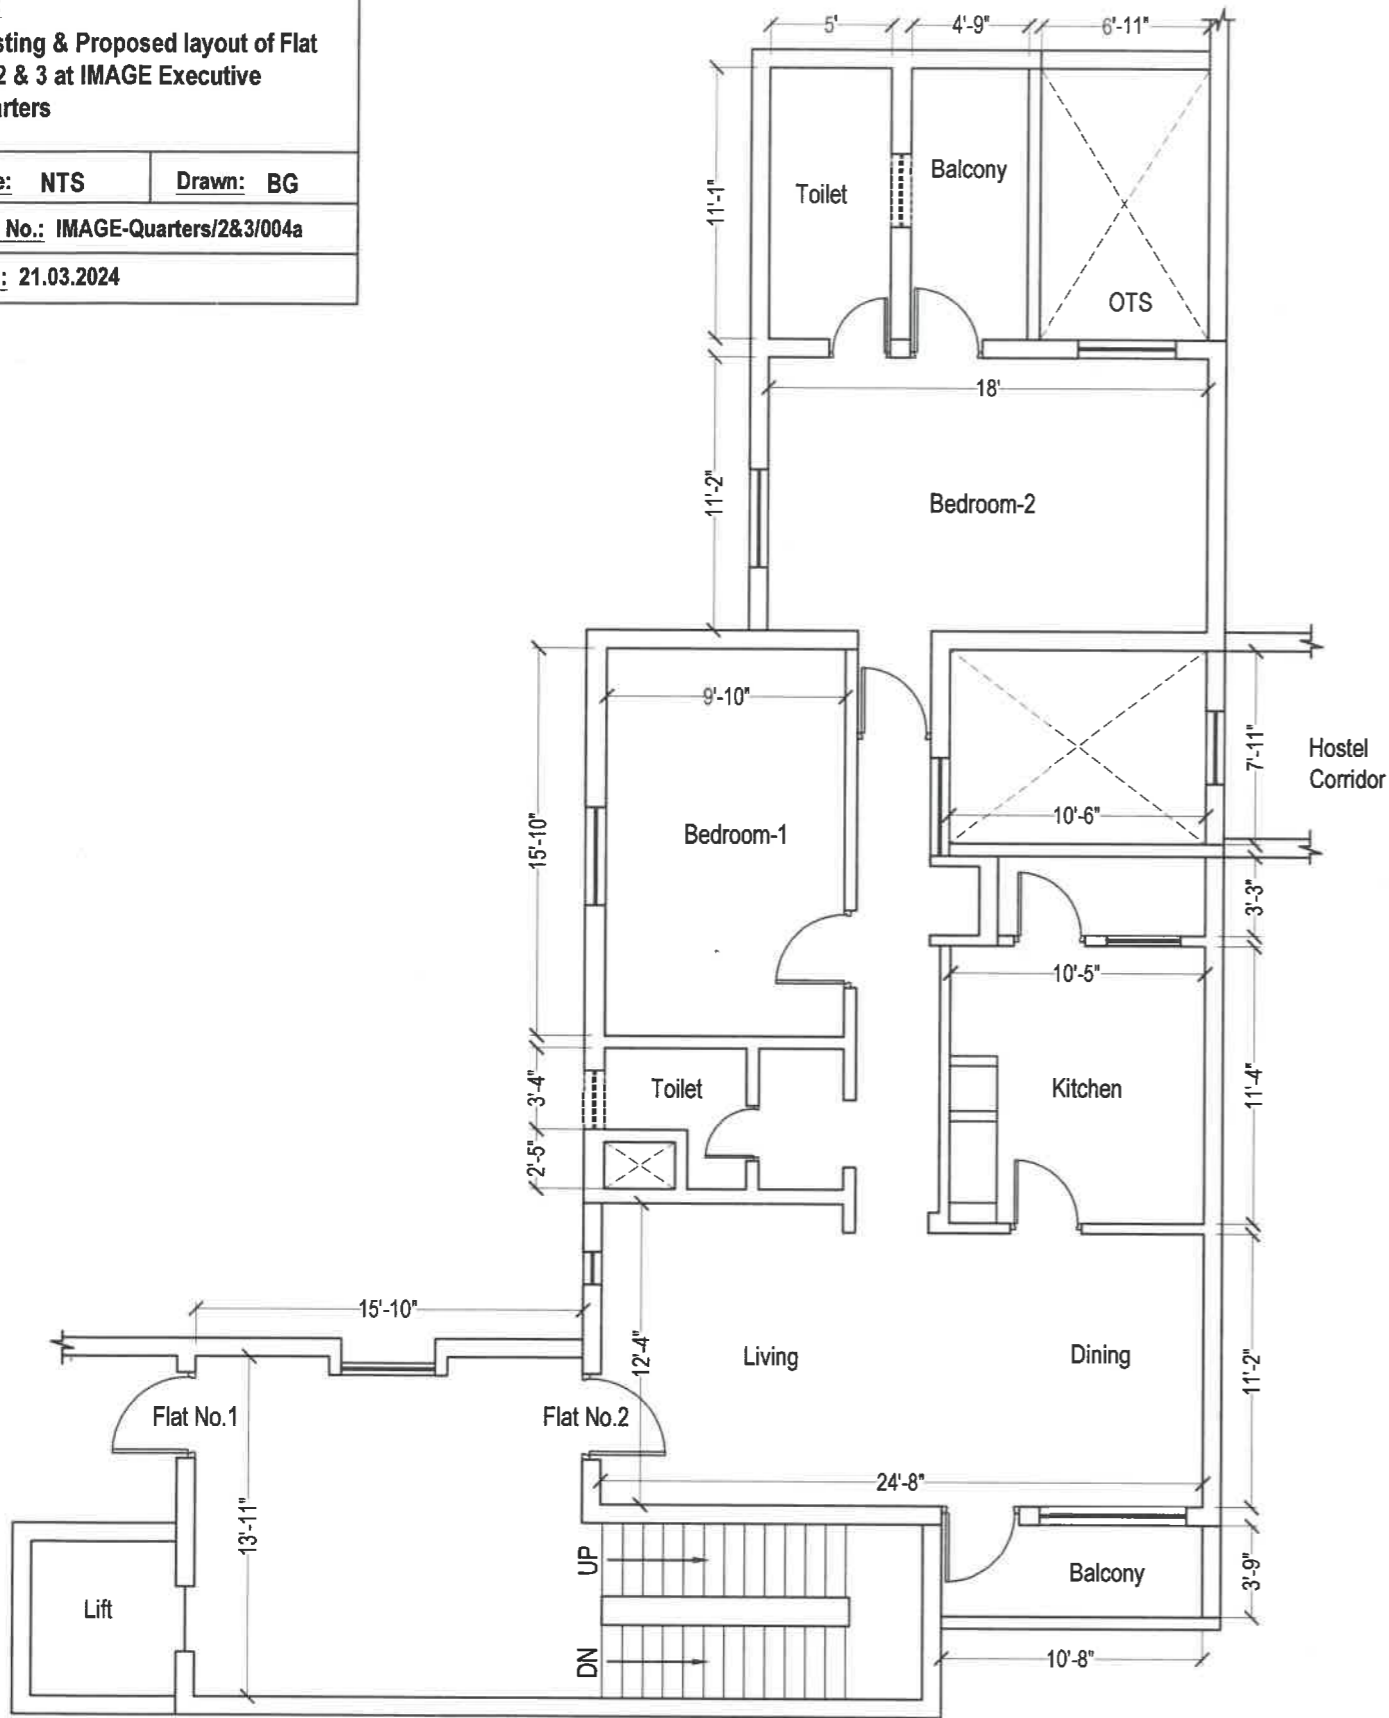 sting & Proposed layout of Flat
2 & 3 at IMAGE Executive
arters
e: NTS
Drawn: BG
No.: IMAGE-Quarters/2&3/004a
: 21.03.2024
5'
4'-9"
6'-11"
11'-1"
Toilet
Balcony
OTS
18'
11'-2"
Bedroom-2
9'-10"
15'-10"
Bedroom-1
7'-11"
Hostel
Corridor
10'-6"
3'-3"
10'-5"
3'-4"
Toilet
Kitchen
11'-4"
2'-5"
15'-10"
12'-4"
Living
Dining
11'-2"
Flat No.1
Flat No.2
24'-8"
13'-11"
UP
Lift
Balcony
3'-9"
DN
10'-8"